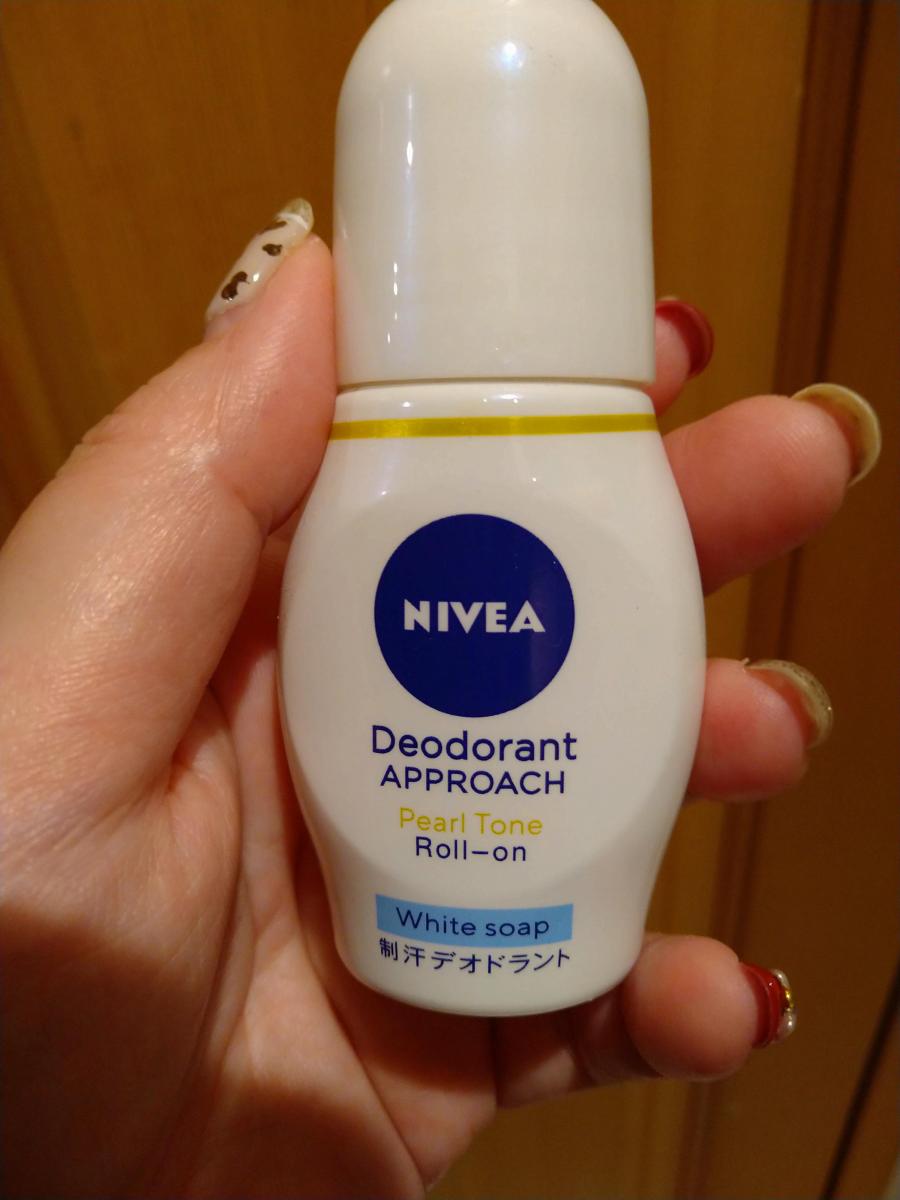 NIVEA
Deodorant
APPROACH
Pearl Tone
Roll-on
White soap
制汗デオドラント